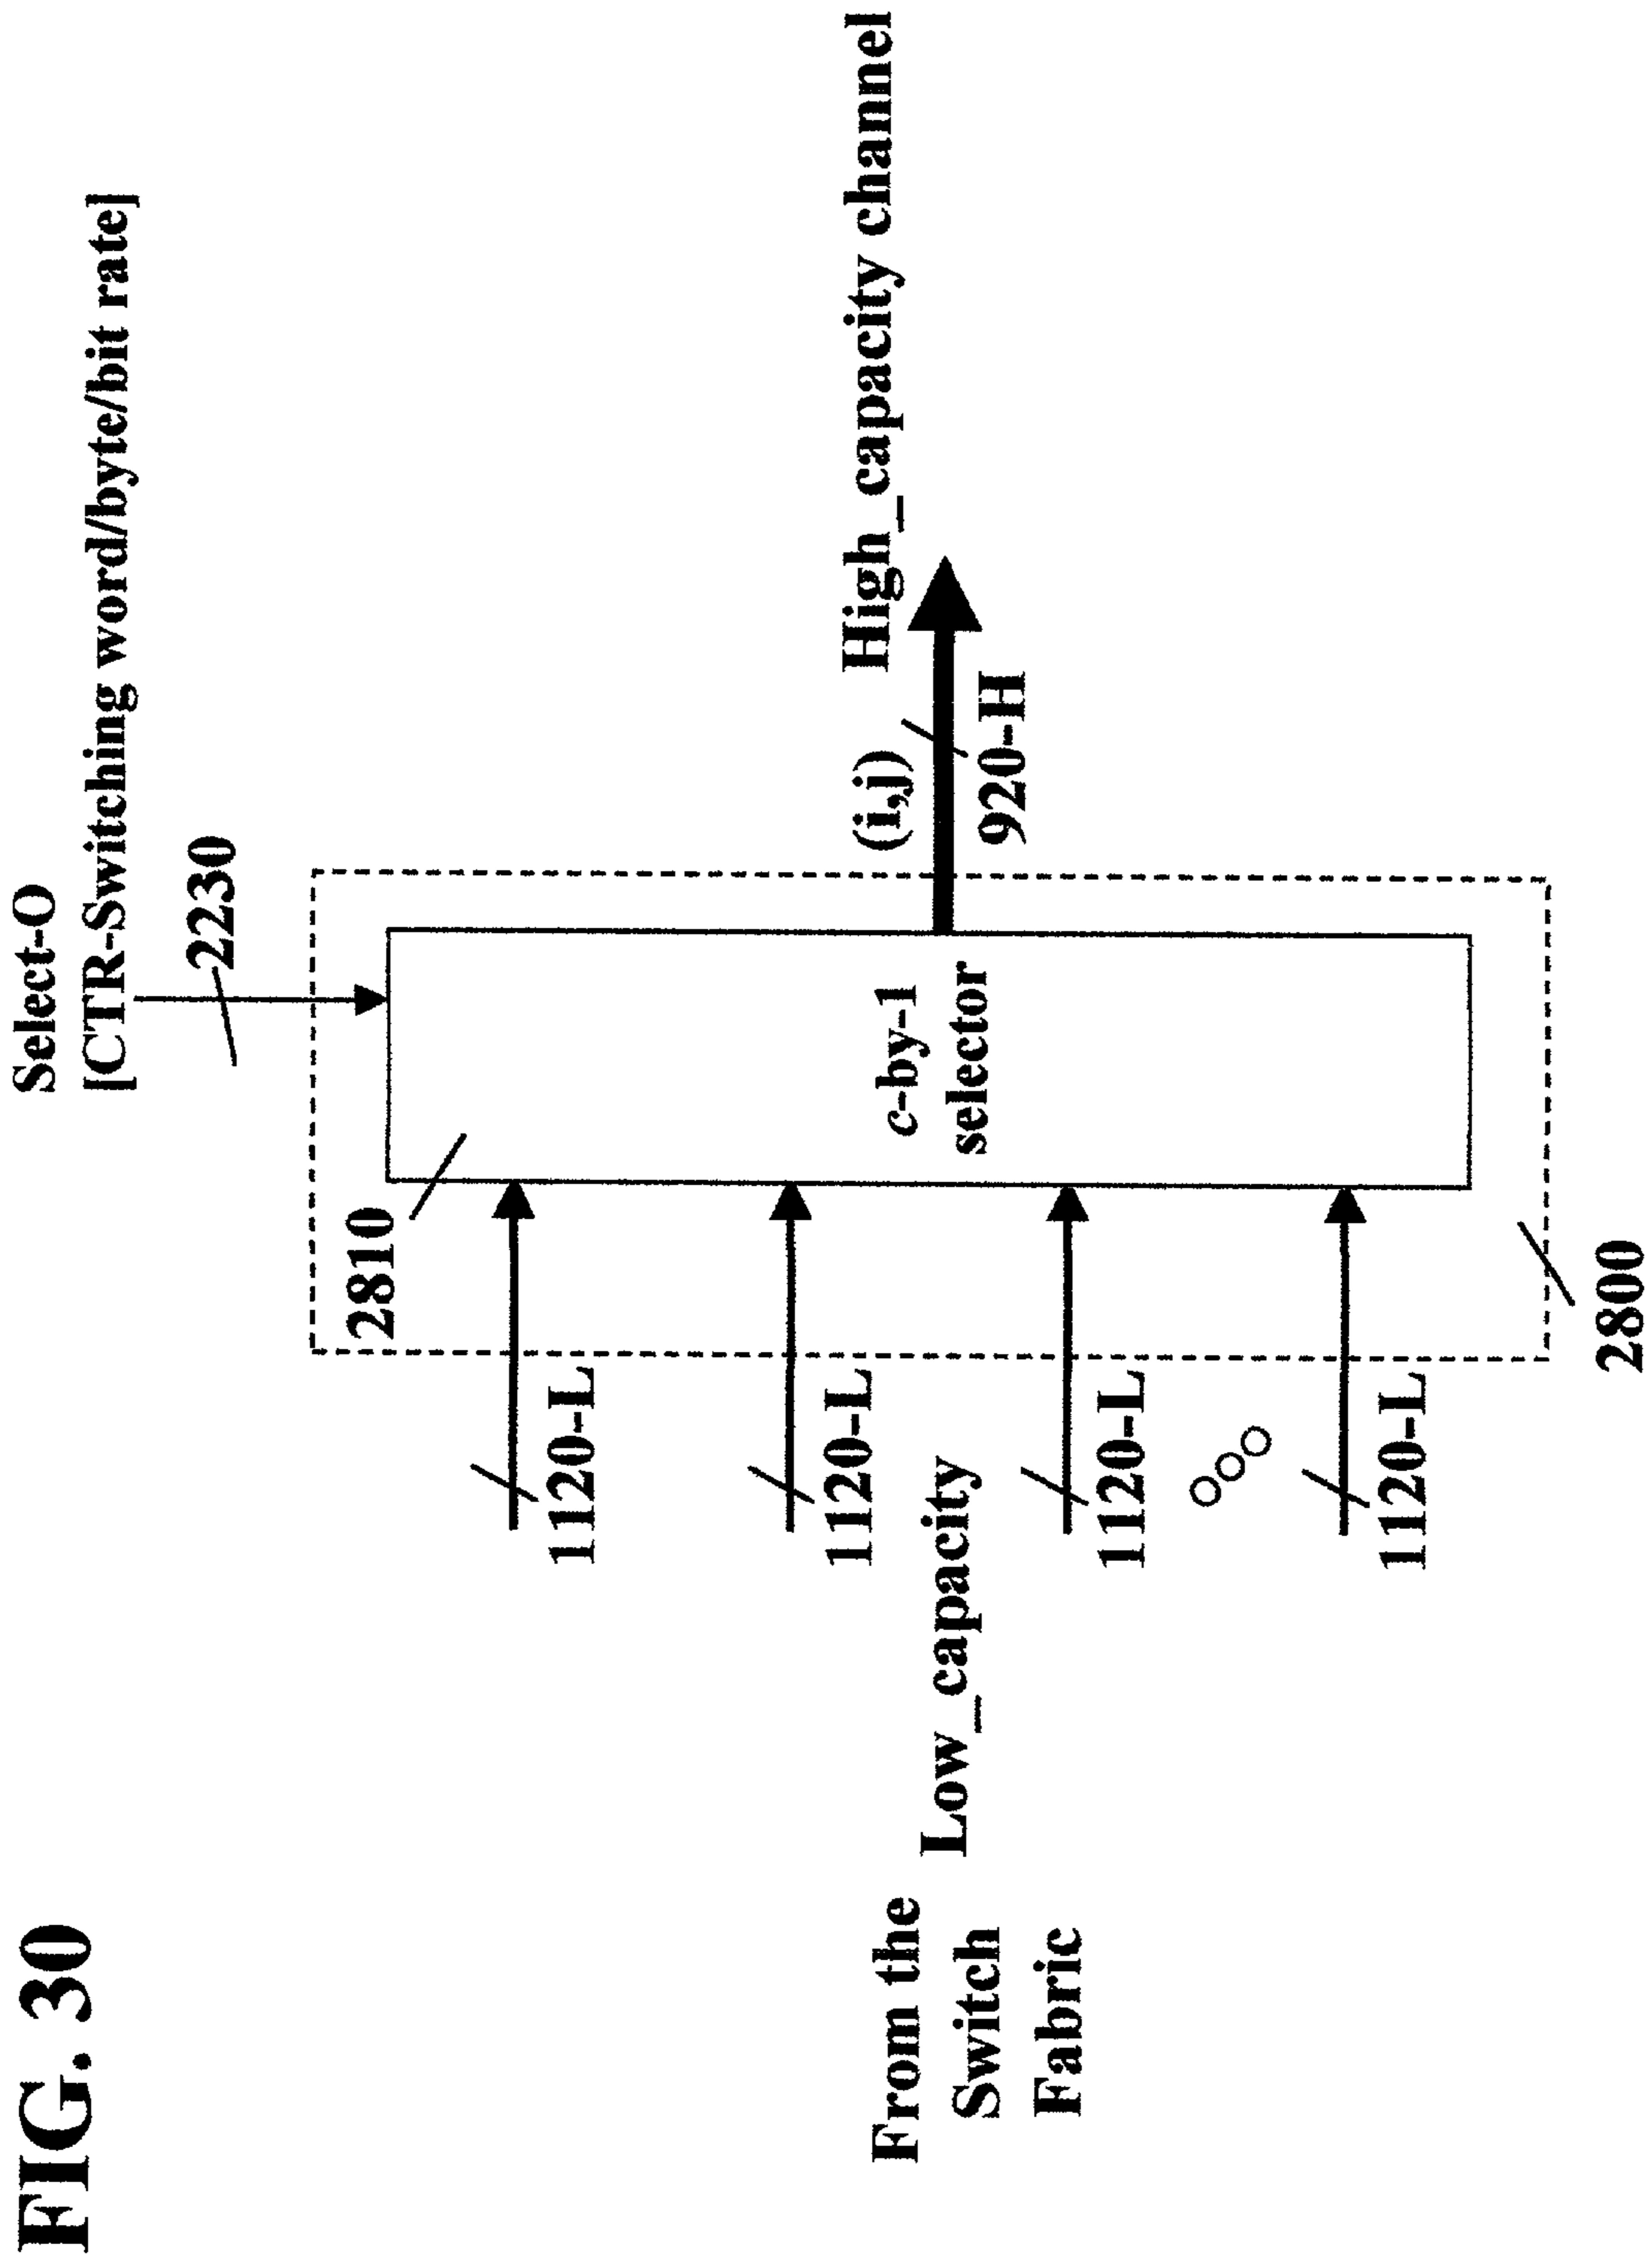 FIG. 30
Select-O
[CTR-Switching word/byte/bit rate]
2230
2810
1120-L
1120-L
1120-L
1120-L
Low_capacity
From the
Switch
Fabric
c-by-1
selector
(i,j)
High_capacity channel
920-H
2800